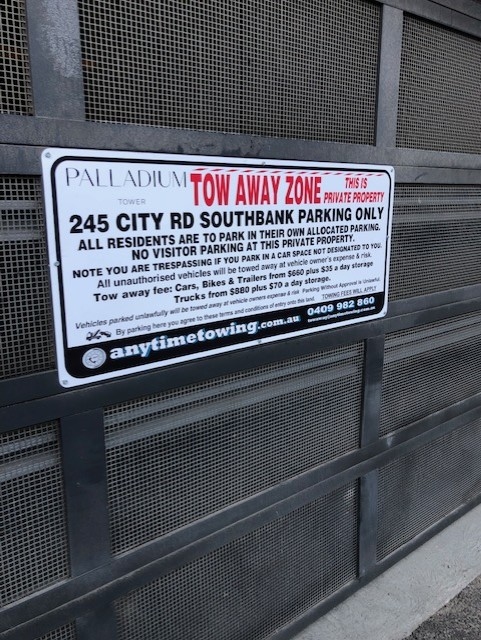 PALLADIUM
TOWER
TOW AWAY ZONE
THIS IS
PRIVATE PROPERTY
245 CITY RD SOUTHBANK PARKING ONLY
ALL RESIDENTS ARE TO PARK IN THEIR OWN ALLOCATED PARKING.
NO VISITOR PARKING AT THIS PRIVATE PROPERTY.
NOTE YOU ARE TRESPASSING IF YOU PARK IN A CAR SPACE NOT DESIGNATED TO YOU.
All unauthorised vehicles will be towed away at vehicle owner's expense & risk.
Tow away fee: Cars, Bikes & Trailers from $660 plus $35 a day storage
Trucks from $880 plus $70 a day storage.
Vehicles parked unlawfully will be towed away at vehicle owners expense & risk Parking Without Approval is Unlawful.
By parking here you agree to these terms and conditions of entry onto this land. TOWING FEES WILL APPLY
anytimetowing.com.au 0409 982 860